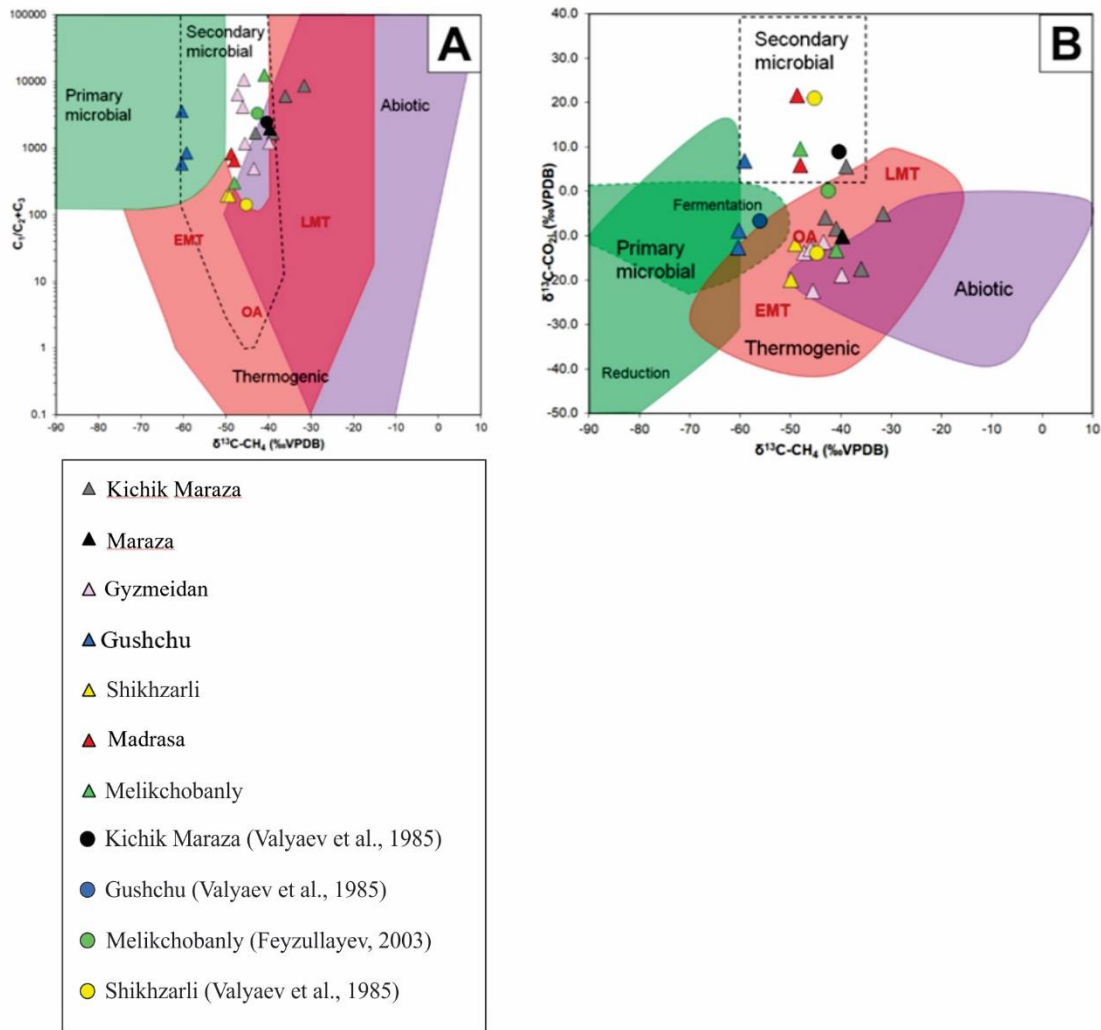 A
100000
10000
1000
100
10
1
0.1
C₁/C₂+C₃
Secondary
microbial
Primary
microbial
Abiotic
EMT
LMT
OA
Thermogenic
-90 -80 -70 -60 -50 -40 -30 -20 -10 0 10
δ¹³C-CH₄ (‰VPDB)
B
40.0
30.0
20.0
10.0
0.0
-10.0
-20.0
-30.0
-40.0
-50.0
δ¹³C-CO₂ (‰VPDB)
Secondary
microbial
LMT
Fermentation
OA
Primary
microbial
Abiotic
EMT
Thermogenic
Reduction
-90 -80 -70 -60 -50 -40 -30 -20 -10 0 10
δ¹³C-CH₄ (‰VPDB)
Kichik Maraza
Maraza
Gyzmeidan
Gushchu
Shikhzarli
Madrasa
Melikchobanly
Kichik Maraza (Valyaev et al., 1985)
Gushchu (Valyaev et al., 1985)
Melikchobanly (Feyzullayev, 2003)
Shikhzarli (Valyaev et al., 1985)